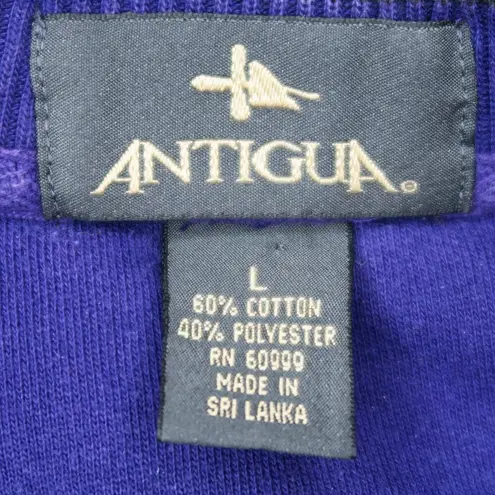 ANTIGUA®
L
60% COTTON
40% POLYESTER
RN 60999
MADE IN
SRI LANKA